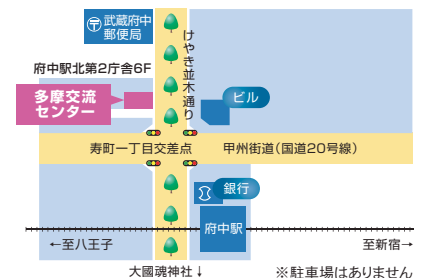 〒武蔵府中
郵便局
けやき並木通り
府中駅北第2庁舎6F
多摩交流
センター
ビル
寿町一丁目交差点
甲州街道(国道20号線)
銀行
府中駅
←至八王子
至新宿→
大國魂神社↓
※駐車場はありません